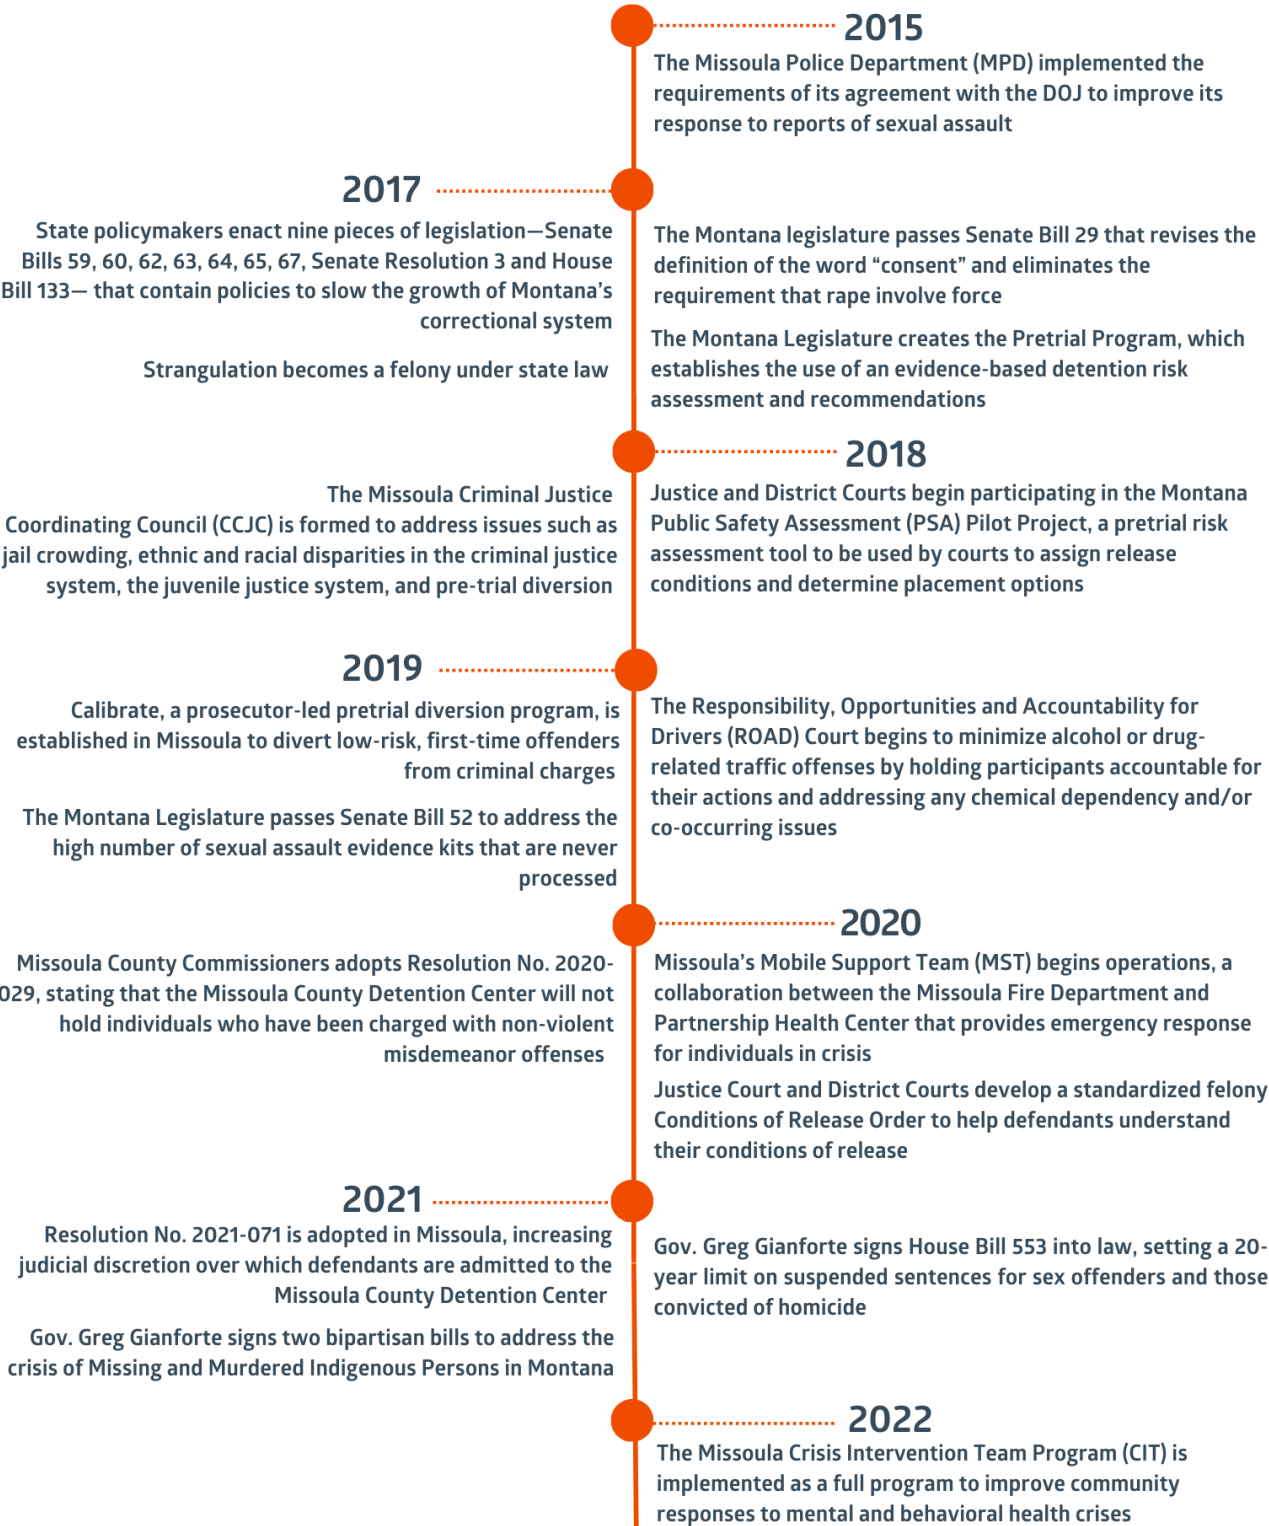 2015
The Missoula Police Department (MPD) implemented the
requirements of its agreement with the DOJ to improve its
response to reports of sexual assault
2017
State policymakers enact nine pieces of legislation—Senate
Bills 59, 60, 62, 63, 64, 65, 67, Senate Resolution 3 and House
Bill 133— that contain policies to slow the growth of Montana's
correctional system
Strangulation becomes a felony under state law
The Montana legislature passes Senate Bill 29 that revises the
definition of the word “consent” and eliminates the
requirement that rape involve force
The Montana Legislature creates the Pretrial Program, which
establishes the use of an evidence-based detention risk
assessment and recommendations
2018
The Missoula Criminal Justice
Coordinating Council (CCJC) is formed to address issues such as
jail crowding, ethnic and racial disparities in the criminal justice
system, the juvenile justice system, and pre-trial diversion
Justice and District Courts begin participating in the Montana
Public Safety Assessment (PSA) Pilot Project, a pretrial risk
assessment tool to be used by courts to assign release
conditions and determine placement options
2019
Calibrate, a prosecutor-led pretrial diversion program, is
established in Missoula to divert low-risk, first-time offenders
from criminal charges
The Montana Legislature passes Senate Bill 52 to address the
high number of sexual assault evidence kits that are never
processed
The Responsibility, Opportunities and Accountability for
Drivers (ROAD) Court begins to minimize alcohol or drug-
related traffic offenses by holding participants accountable for
their actions and addressing any chemical dependency and/or
co-occurring issues
2020
Missoula County Commissioners adopts Resolution No. 2020-
029, stating that the Missoula County Detention Center will not
hold individuals who have been charged with non-violent
misdemeanor offenses
Missoula's Mobile Support Team (MST) begins operations, a
collaboration between the Missoula Fire Department and
Partnership Health Center that provides emergency response
for individuals in crisis
Justice Court and District Courts develop a standardized felony
Conditions of Release Order to help defendants understand
their conditions of release
2021
Resolution No. 2021-071 is adopted in Missoula, increasing
judicial discretion over which defendants are admitted to the
Missoula County Detention Center
Gov. Greg Gianforte signs two bipartisan bills to address the
crisis of Missing and Murdered Indigenous Persons in Montana
Gov. Greg Gianforte signs House Bill 553 into law, setting a 20-
year limit on suspended sentences for sex offenders and those
convicted of homicide
2022
The Missoula Crisis Intervention Team Program (CIT) is
implemented as a full program to improve community
responses to mental and behavioral health crises